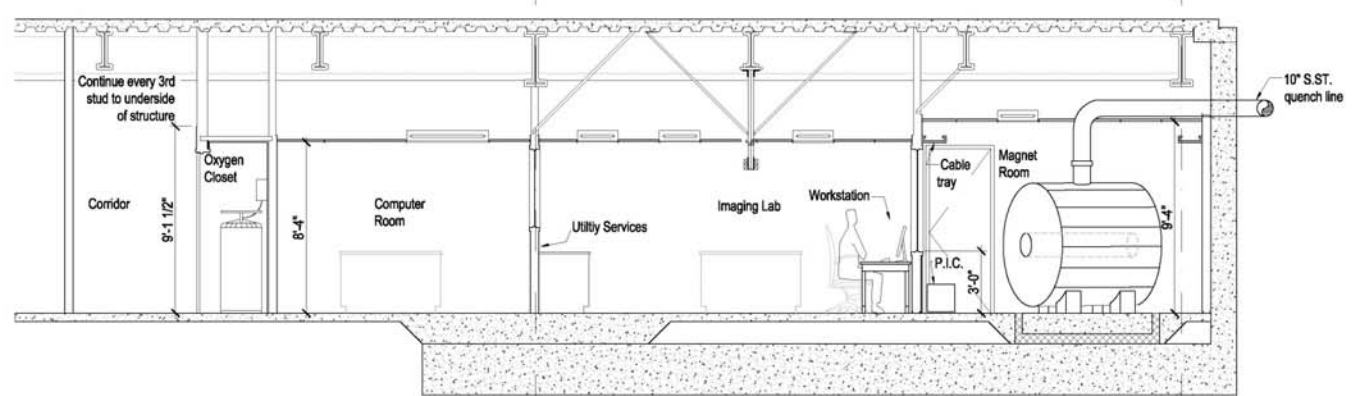 Continue every 3rd
stud to underside
of structure
10" S.ST.
quench line
Oxygen
Closet
Corridor
9'-1 1/2"
8'-4"
Computer
Room
Utiltiy Services
Imaging Lab
Workstation
Cable
tray
Magnet
Room
P.I.C.
3'-0"
9'-4"